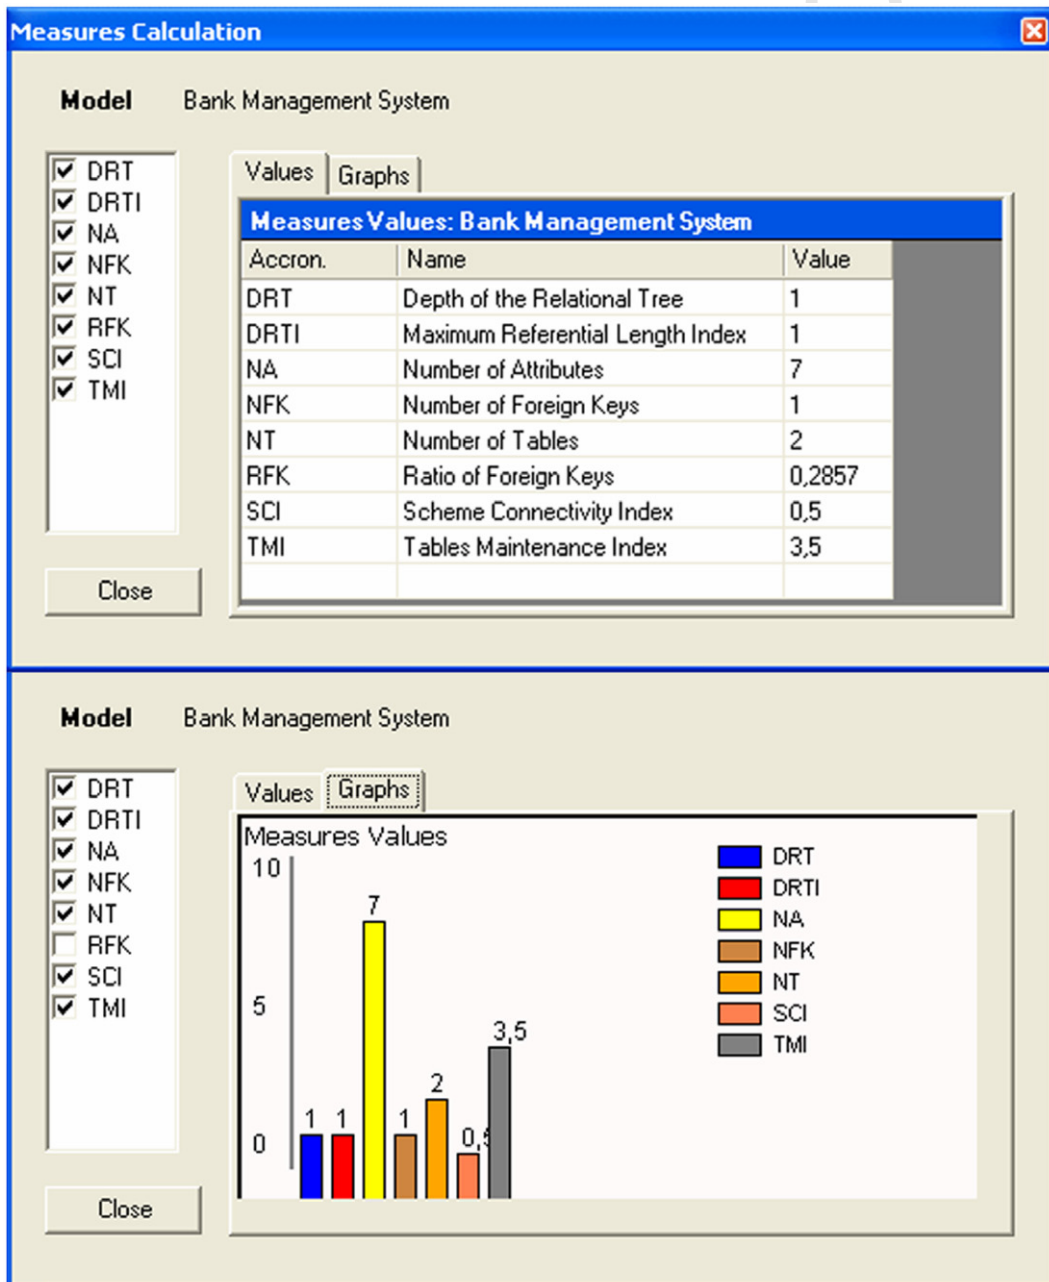 Measures Calculation
Model Bank Management System
DRT
DRTI
NA
NFK
NT
RFK
SCI
TMI
Close
Values Graphs
Measures Values: Bank Management System
Accron. Name Value
DRT Depth of the Relational Tree 1
DRTI Maximum Referential Length Index 1
NA Number of Attributes 7
NFK Number of Foreign Keys 1
NT Number of Tables 2
RFK Ratio of Foreign Keys 0,2857
SCI Scheme Connectivity Index 0,5
TMI Tables Maintenance Index 3,5
Model Bank Management System
DRT
DRTI
NA
NFK
NT
RFK
SCI
TMI
Close
Values Graphs
Measures Values
10
5
0
1 1 7 1 2 0,5 3,5
DRT
DRTI
NA
NFK
NT
SCI
TMI